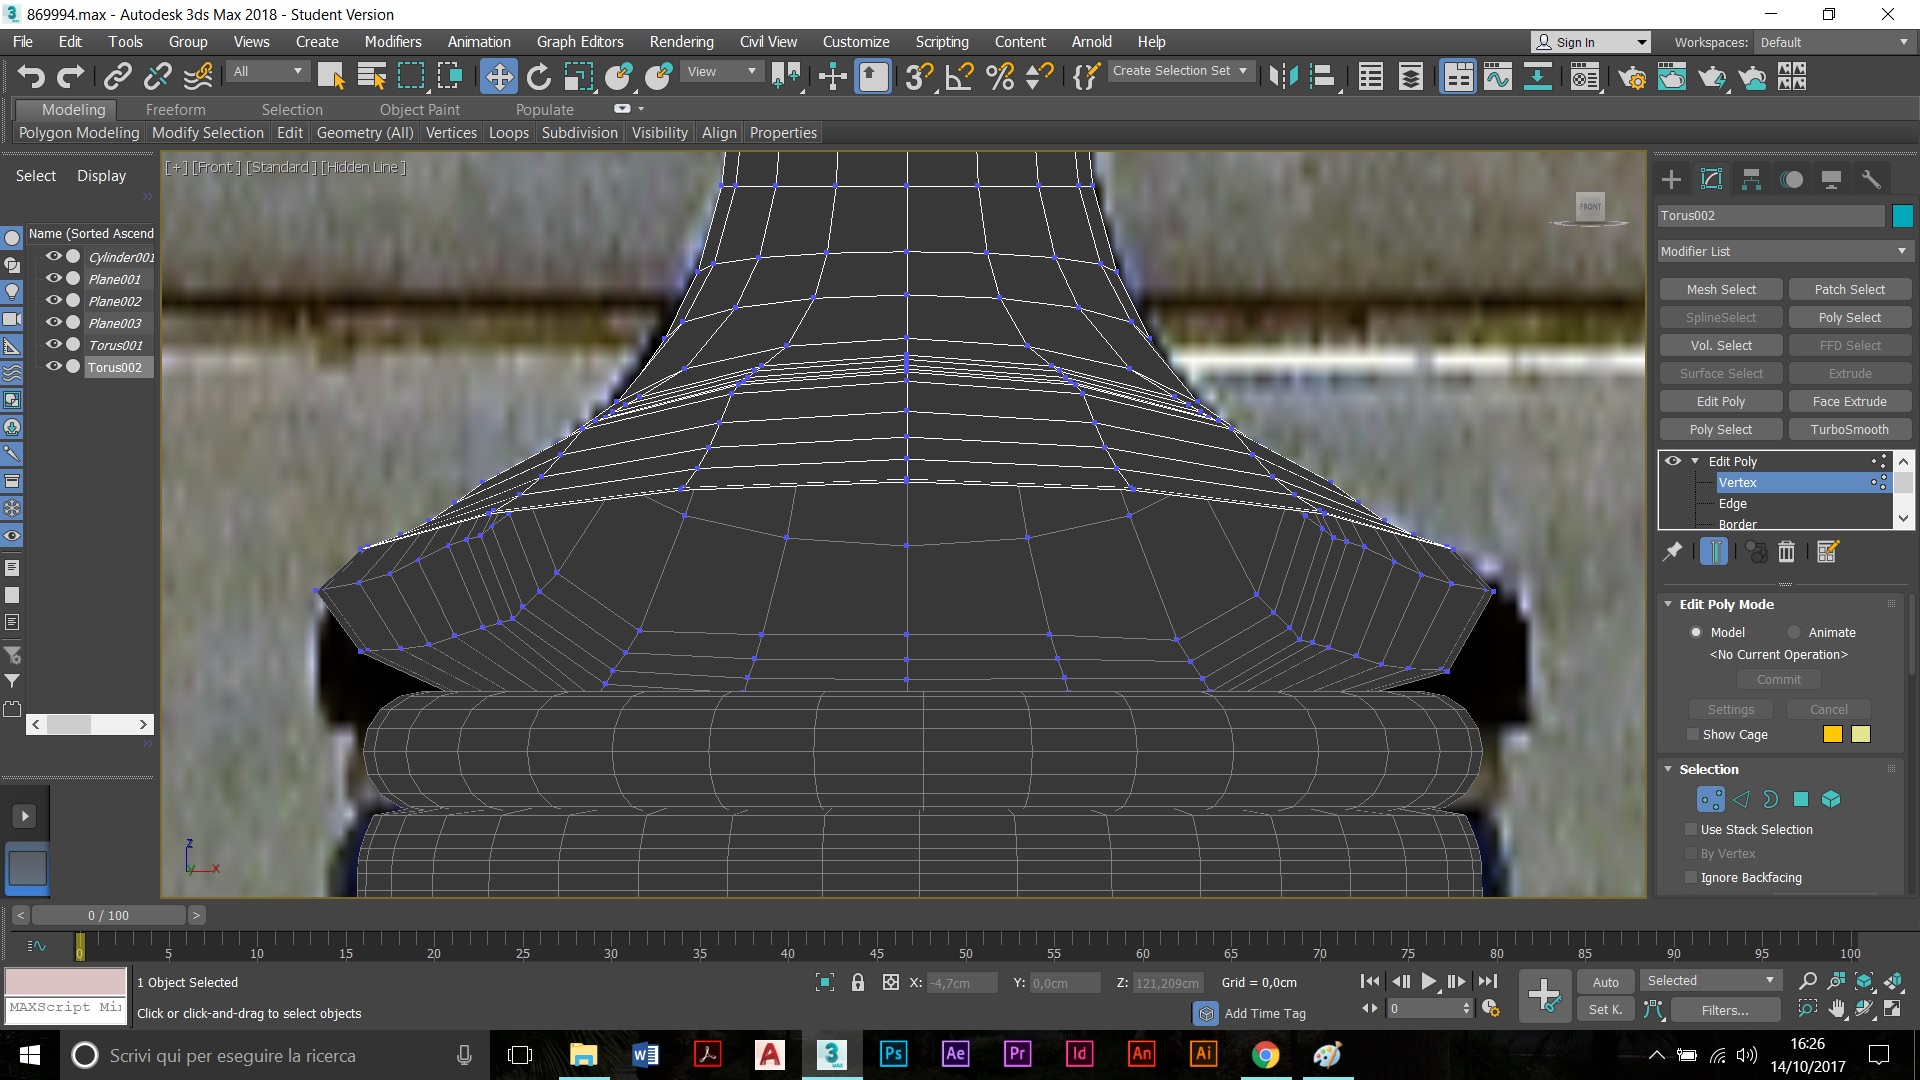 869994.max - Autodesk 3ds Max 2018 - Student Version
File Edit Tools Group Views Create Modifiers Animation Graph Editors Rendering Civil View Customize Scripting Content Arnold Help
Sign In Workspaces: Default
All View Create Selection Set
Modeling Freeform Selection Object Paint Populate
Polygon Modeling Modify Selection Edit Geometry (All) Vertices Loops Subdivision Visibility Align Properties
Select Display
[+] [Front] [Standard] [Hidden Line]
FRONT
Name (Sorted Ascend
Cylinder001
Plane001
Plane002
Plane003
Torus001
Torus002
Torus002
Modifier List
Mesh Select Patch Select
SplineSelect Poly Select
Vol. Select FFD Select
Surface Select Extrude
Edit Poly Face Extrude
Poly Select TurboSmooth
Edit Poly
Vertex
Edge
Border
Edit Poly Mode
Model Animate
<No Current Operation>
Commit
Settings Cancel
Show Cage
Selection
Use Stack Selection
By Vertex
Ignore Backfacing
z
y x
< 0 / 100 >
0 5 10 15 20 25 30 35 40 45 50 55 60 65 70 75 80 85 90 95 100
1 Object Selected
X: -4,7cm Y: 0,0cm Z: 121,209cm Grid = 0,0cm
Auto Selected
MAXScript Mi
Click or click-and-drag to select objects
Add Time Tag
0
Set K. Filters...
Scrivi qui per eseguire la ricerca
3 MAX Ps Ae Pr Id An Ai
16:26
14/10/2017